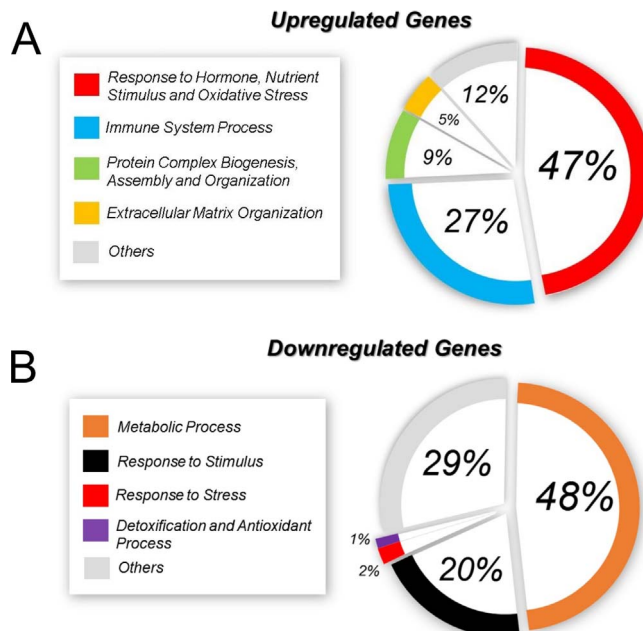 A
Upregulated Genes
Response to Hormone, Nutrient
Stimulus and Oxidative Stress
Immune System Process
Protein Complex Biogenesis,
Assembly and Organization
Extracellular Matrix Organization
Others
12%
5%
9%
47%
27%
B
Downregulated Genes
Metabolic Process
Response to Stimulus
Response to Stress
Detoxification and Antioxidant
Process
Others
29%
48%
1%
2%
20%